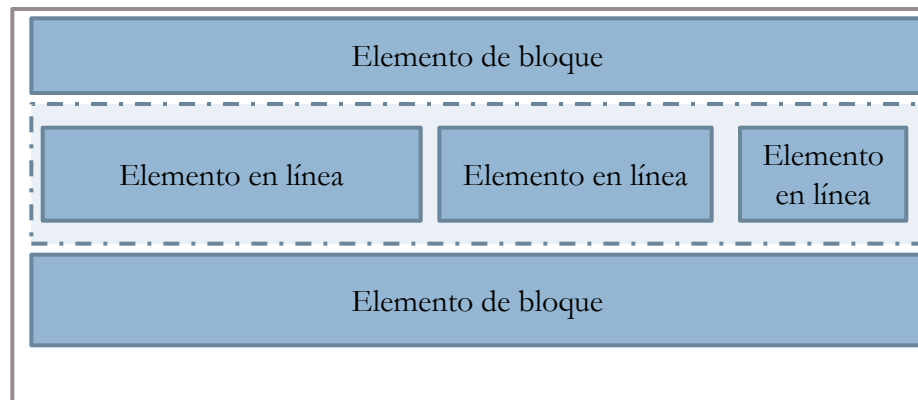 Elemento de bloque
Elemento en línea
Elemento en línea
Elemento
en línea
Elemento de bloque